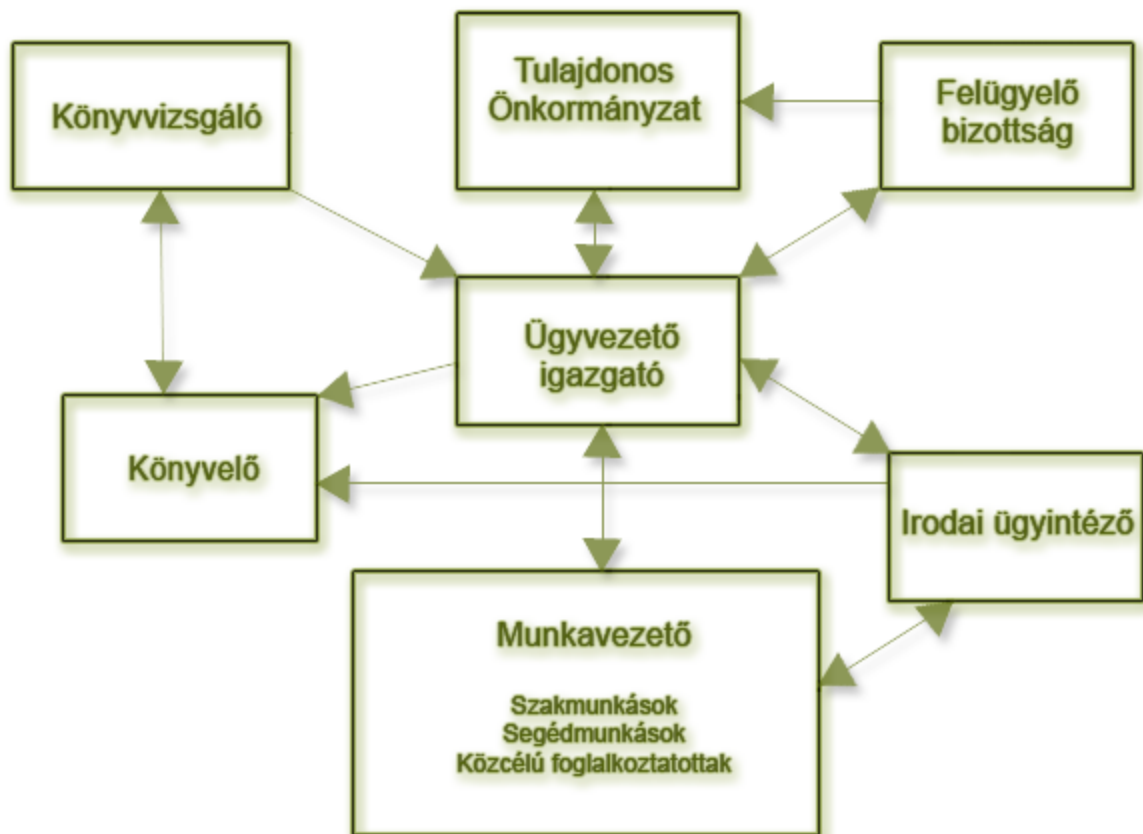 Könyvvizsgáló
Tulajdonos
Önkormányzat
Felügyelő
bizottság
Ügyvezető
igazgató
Könyvelő
Irodai ügyintéző
Munkavezető
Szakmunkások
Segédmunkások
Közcélú foglalkoztatottak